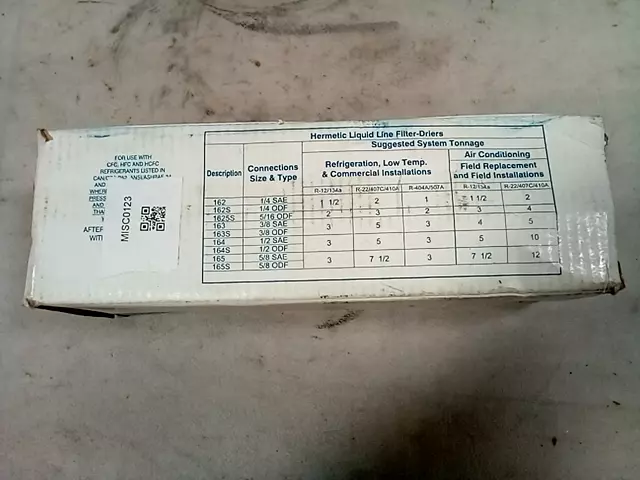 FOR USE WITH
CFC, HFC AND HCFC
REFRIGERANTS LISTED IN
AND
WHERE
PRESS
AND
THA
AFTER
WITH
MISC0123
Hermetic Liquid Line Filter-Driers
Suggested System Tonnage
Description
Connections Size & Type
Refrigeration, Low Temp. & Commercial Installations
Air Conditioning
Field Replacement and Field Installations
R-12/134a R-22/407C/410A R-404A/507A R-12/134a R-22/407C/410A
162 1/4 SAE 1 1/2 2 1 1 1/2 2
162S 1/4 ODF
162SS 5/16 ODF 2 3 2 3 4
163 3/8 SAE 3 5 3 4 5
163S 3/8 ODF
164 1/2 SAE 3 5 3 5 10
164S 1/2 ODF
165 5/8 SAE 3 7 1/2 3 7 1/2 12
165S 5/8 ODF